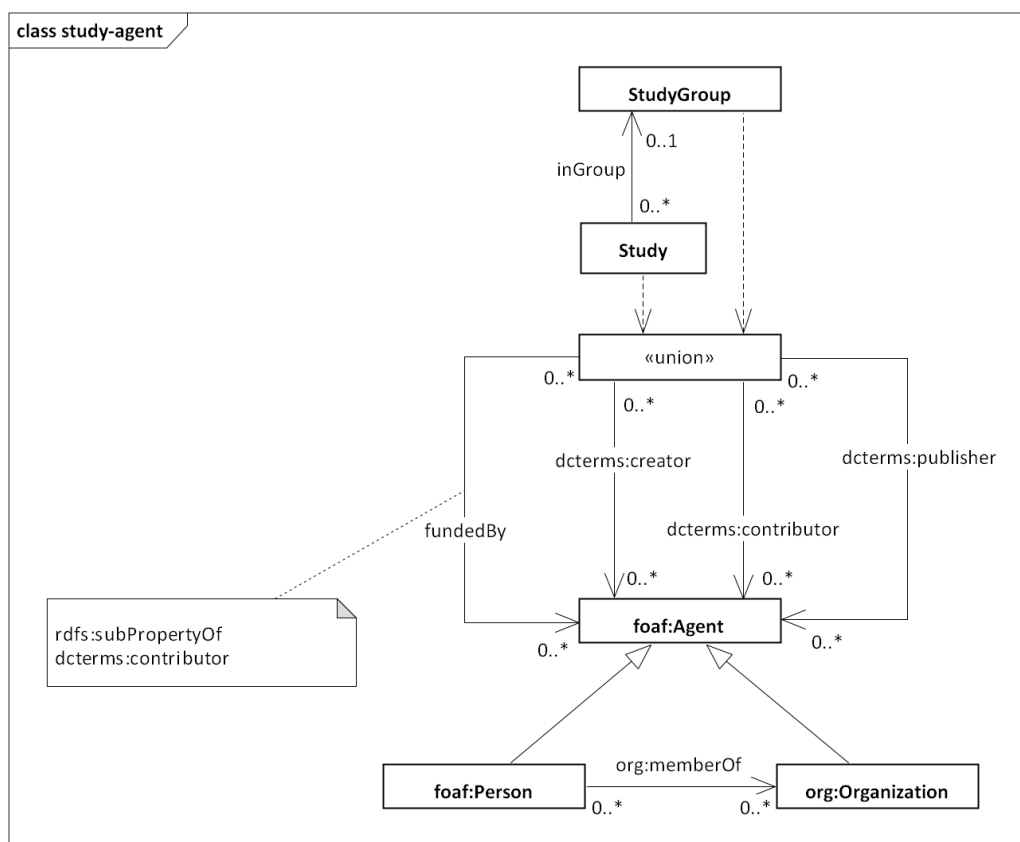 class study-agent
StudyGroup
0..1
inGroup
0..*
Study
«union»
0..*
0..*
0..*
0..*
dcterms:creator
dcterms:publisher
fundedBy
dcterms:contributor
0..*
0..*
rdfs:subPropertyOf
dcterms:contributor
foaf:Agent
0..*
0..*
org:memberOf
foaf:Person
org:Organization
0..*
0..*